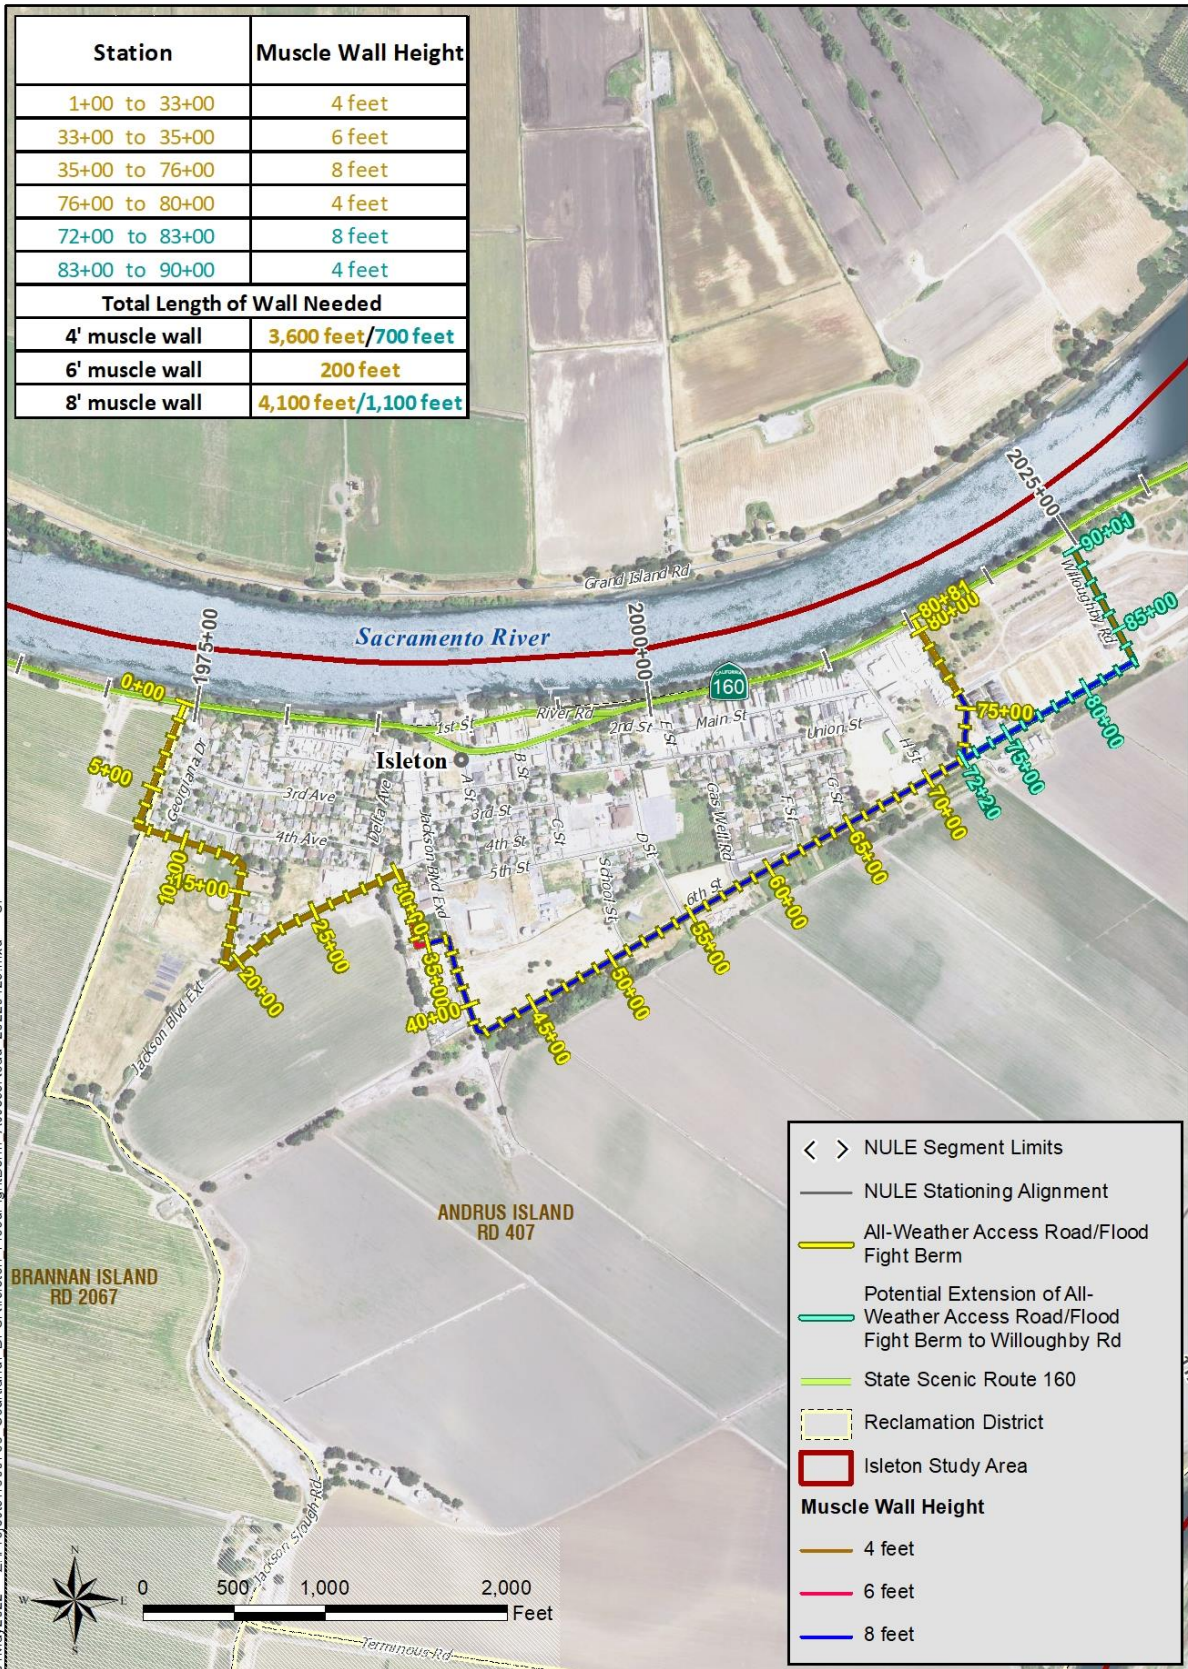 Station Muscle Wall Height
1+00 to 33+00 4 feet
33+00 to 35+00 6 feet
35+00 to 76+00 8 feet
76+00 to 80+00 4 feet
72+00 to 83+00 8 feet
83+00 to 90+00 4 feet
Total Length of Wall Needed
4' muscle wall 3,600 feet/700 feet
6' muscle wall 200 feet
8' muscle wall 4,100 feet/1,100 feet
2025+00
90+01
Willoughby Rd
85+00
Grand Island Rd
80+81
80+00
1975+00
Sacramento River
2000+00
CALIFORNIA
160
0+00
1st St
River Rd
2nd St
E St
Main St
Union St
H St
75+00
80+00
75+00
72+20
5+00
Georgiana Dr
Isleton
A St
B St
3rd Ave
3rd St
Delta Ave
Jackson Blvd Exd
C St
4th Ave
4th St
5th St
D St
Gas Well Rd
F St
G St
70+00
65+00
10+00
15+00
School St
6th St
60+00
25+00
30+00
35+00
55+00
20+00
50+00
40+00
45+00
Jackson Blvd Ext
ANDRUS ISLAND
RD 407
BRANNAN ISLAND
RD 2067
Jackson Slough Rd
Terminous Rd
N
W E
S
0 500 1,000 2,000
Feet
NULE Segment Limits
NULE Stationing Alignment
All-Weather Access Road/Flood
Fight Berm
Potential Extension of All-
Weather Access Road/Flood
Fight Berm to Willoughby Rd
State Scenic Route 160
Reclamation District
Isleton Study Area
Muscle Wall Height
4 feet
6 feet
8 feet